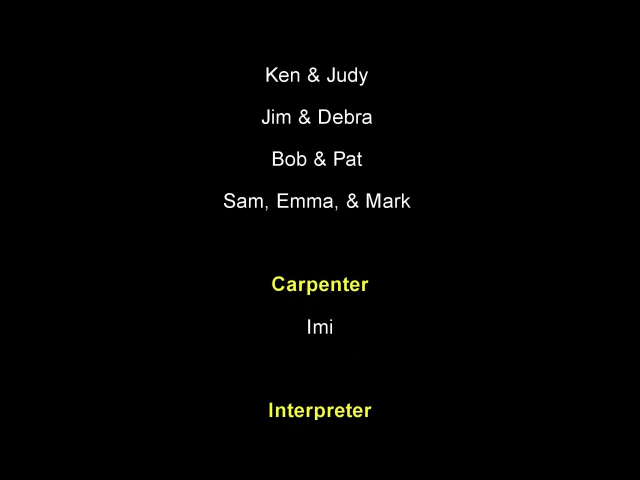 Ken & Judy
Jim & Debra
Bob & Pat
Sam, Emma, & Mark
Carpenter
Imi
Interpreter